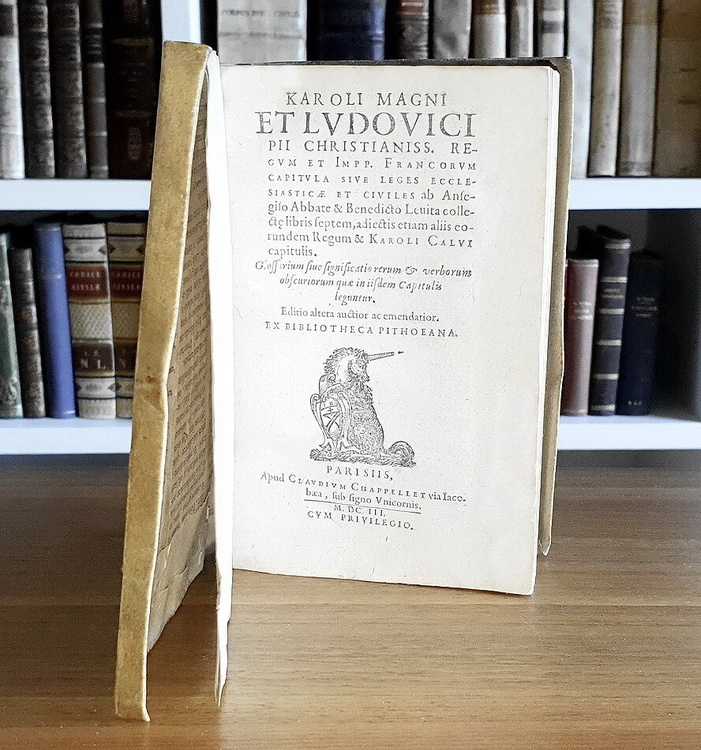 KAROLI MAGNI
ET LVDOVICI
PII CHRISTIANISS. RE-
GVM ET IMPP. FRANCORVM
CAPITVLA SIVE LEGES ECCLE-
SIASTICÆ ET CIVILES ab Anse-
giso Abbate & Benedicto Leuita colle-
ctę libris septem, adiectis etiam aliis eo-
rundem Regum & KAROLI CALVI
capitulis.
Glossarium siue significatio rerum & verborum
obscuriorum quæ in iisdem Capitulis
leguntur.
Editio altera auctior ac emendatior.
EX BIBLIOTHECA PITHOEANA.
PARISIIS,
Apud CLAVDIVM CHAPPELLET via Iaco-
bæa, sub signo Vnicornis.
M. DC III.
CVM PRIVILEGIO.